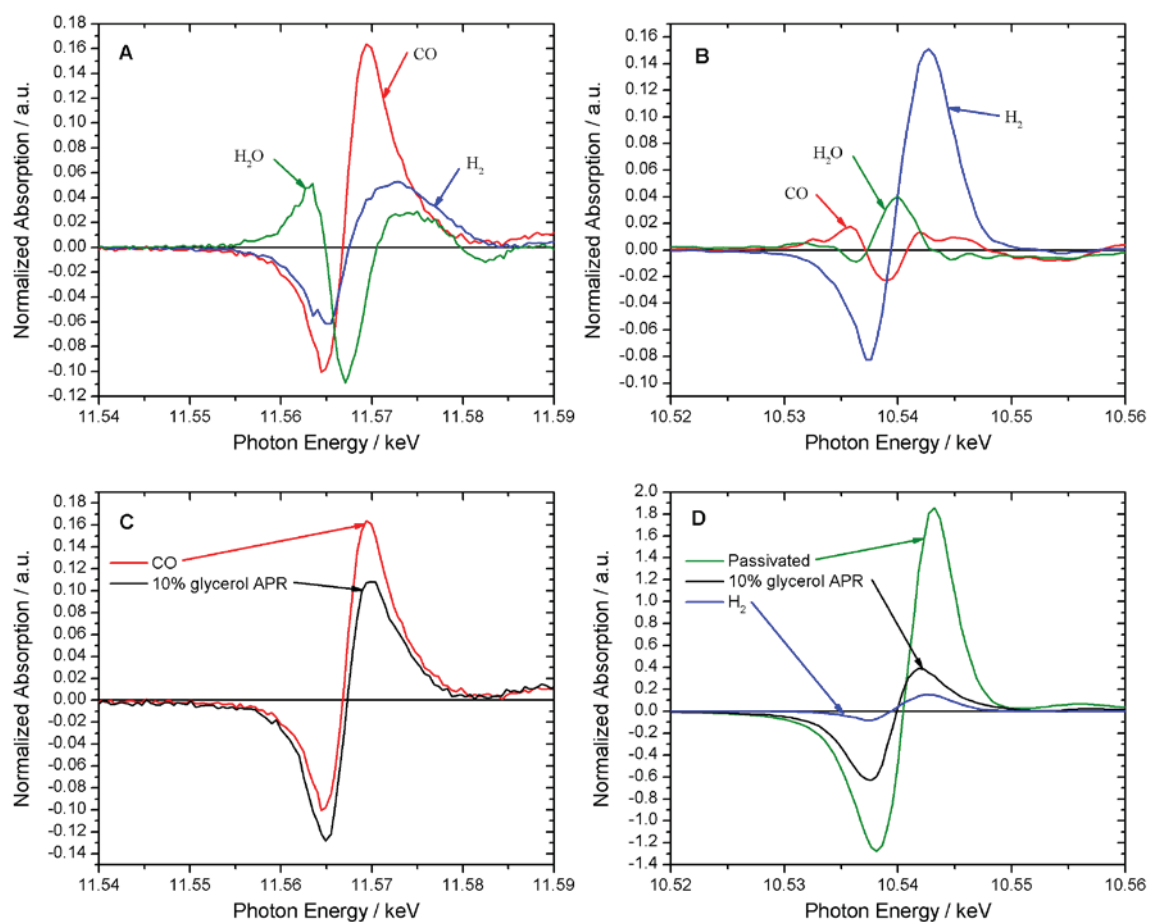 A
Normalized Absorption / a.u.
0.18
0.16
0.14
0.12
0.10
0.08
0.06
0.04
0.02
0.00
-0.02
-0.04
-0.06
-0.08
-0.10
-0.12
CO
H₂O
H₂
11.54 11.55 11.56 11.57 11.58 11.59
Photon Energy / keV
B
Normalized Absorption / a.u.
0.18
0.16
0.14
0.12
0.10
0.08
0.06
0.04
0.02
0.00
-0.02
-0.04
-0.06
-0.08
-0.10
H₂
H₂O
CO
10.52 10.53 10.54 10.55 10.56
Photon Energy / keV
C
Normalized Absorption / a.u.
0.18
0.16
0.14
0.12
0.10
0.08
0.06
0.04
0.02
0.00
-0.02
-0.04
-0.06
-0.08
-0.10
-0.12
-0.14
CO
10% glycerol APR
11.54 11.55 11.56 11.57 11.58 11.59
Photon Energy / keV
D
Normalized Absorption / a.u.
2.0
1.8
1.6
1.4
1.2
1.0
0.8
0.6
0.4
0.2
0.0
-0.2
-0.4
-0.6
-0.8
-1.0
-1.2
-1.4
Passivated
10% glycerol APR
H₂
10.52 10.53 10.54 10.55 10.56
Photon Energy / keV